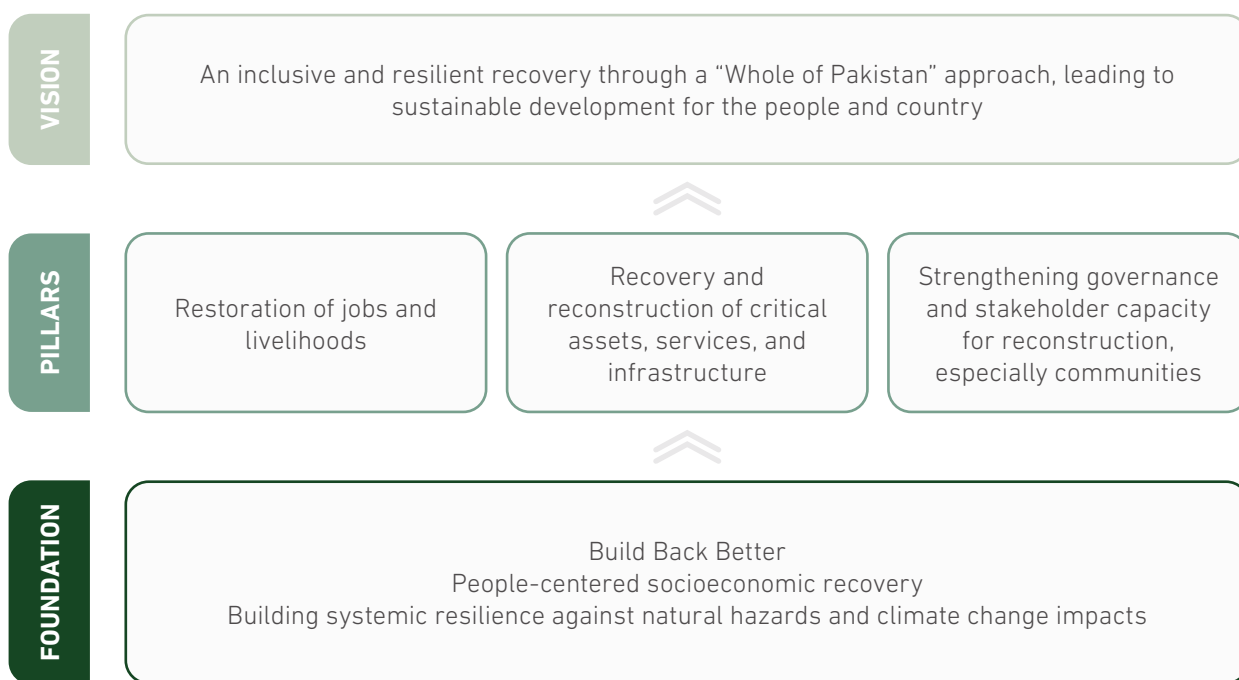 VISION
An inclusive and resilient recovery through a “Whole of Pakistan” approach, leading to
sustainable development for the people and country
PILLARS
Restoration of jobs and
livelihoods
Recovery and
reconstruction of critical
assets, services, and
infrastructure
Strengthening governance
and stakeholder capacity
for reconstruction,
especially communities
FOUNDATION
Build Back Better
People-centered socioeconomic recovery
Building systemic resilience against natural hazards and climate change impacts